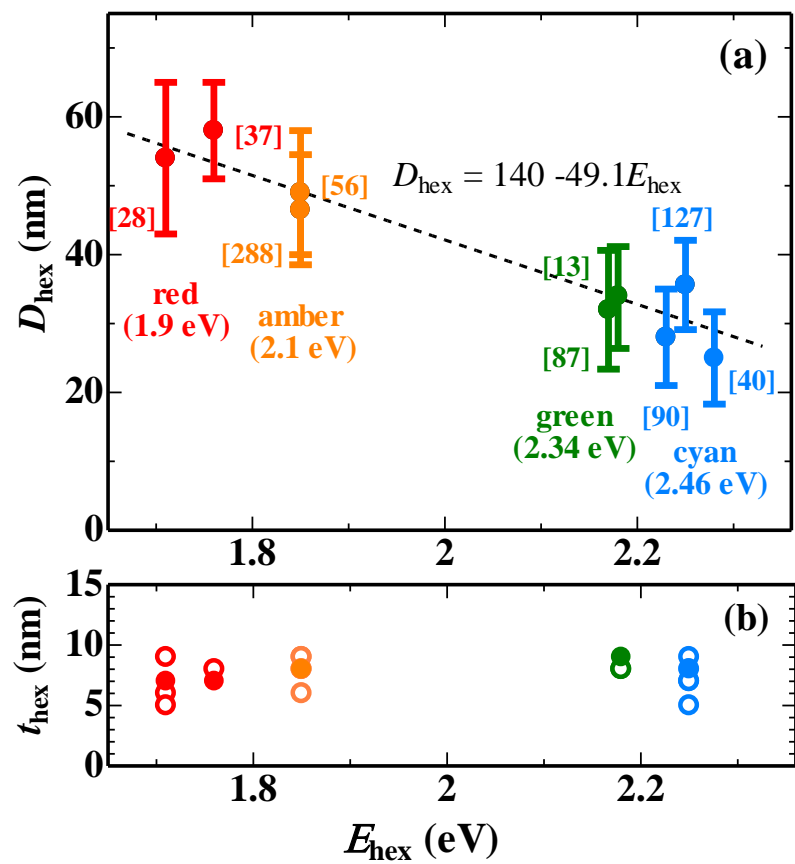 (a)
60
40
20
0
D_hex (nm)
[37]
[28]
[56]
[288]
D_hex = 140 -49.1E_hex
[127]
[13]
[87]
[90]
[40]
red
(1.9 eV)
amber
(2.1 eV)
green
(2.34 eV)
cyan
(2.46 eV)
1.8
2
2.2
(b)
15
10
5
0
t_hex (nm)
1.8
2
2.2
E_hex (eV)